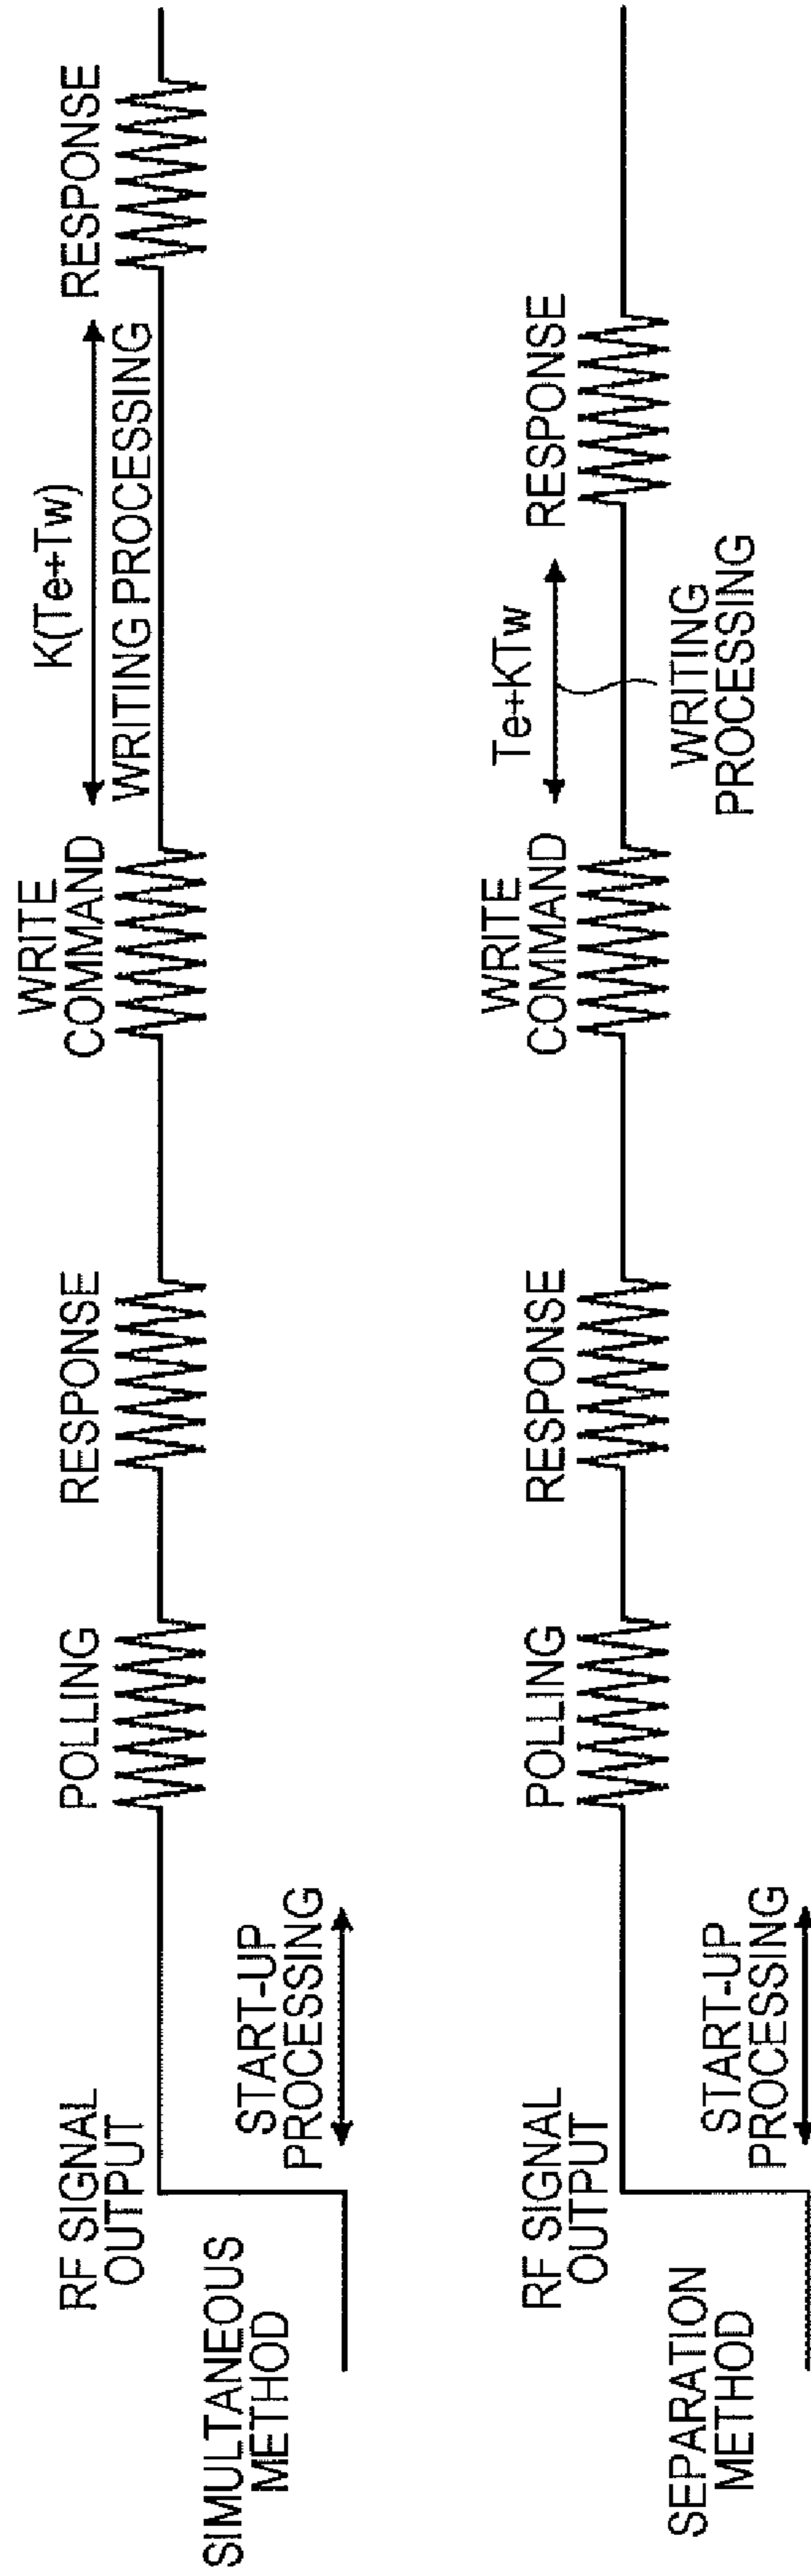 SIMULTANEOUS
METHOD
RF SIGNAL
OUTPUT
START-UP
PROCESSING
POLLING
RESPONSE
WRITE
COMMAND
K(Te+Tw)
WRITING PROCESSING
RESPONSE
SEPARATION
METHOD
RF SIGNAL
OUTPUT
START-UP
PROCESSING
POLLING
RESPONSE
WRITE
COMMAND
Te+KTw
WRITING
PROCESSING
RESPONSE